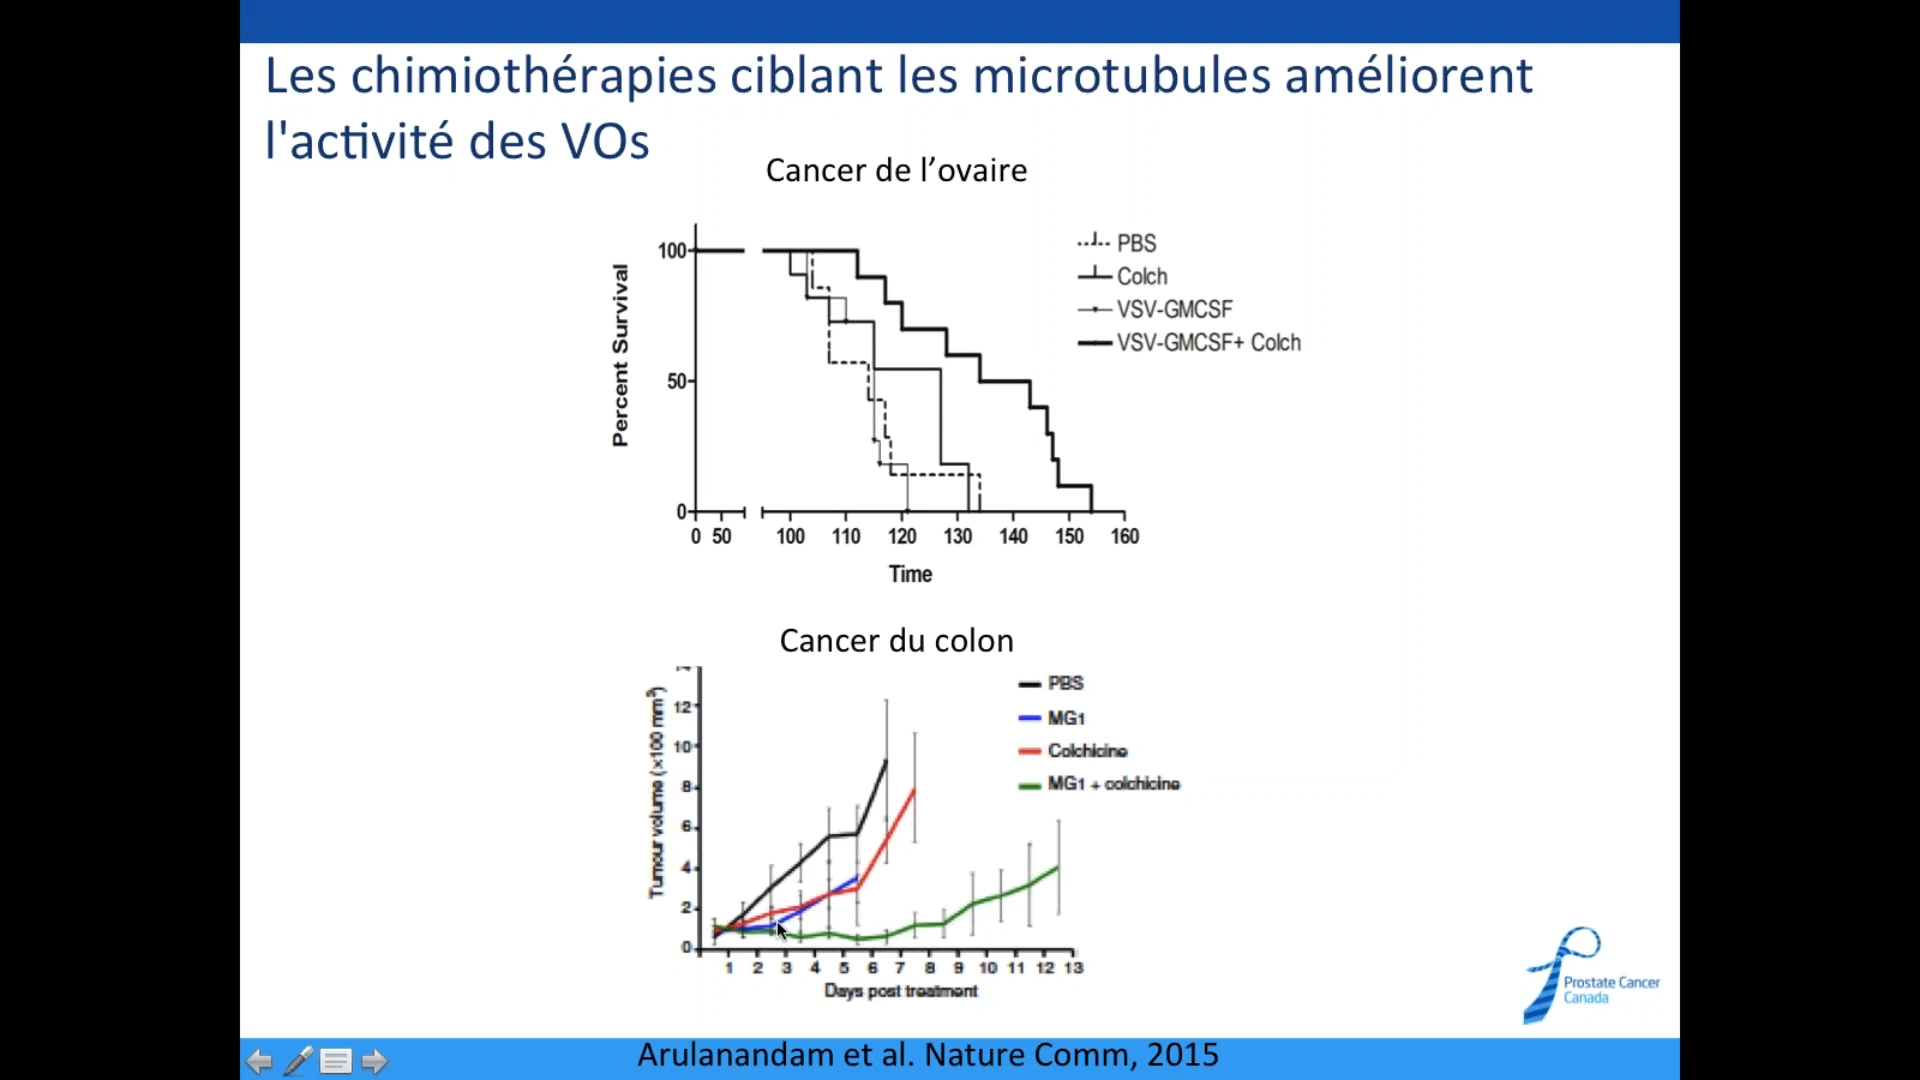 Les chimiothérapies ciblant les microtubules améliorent
l'activité des VOs
Cancer de l’ovaire
Percent Survival
100
50
0
PBS
Colch
VSV-GMCSF
VSV-GMCSF+ Colch
0 50 100 110 120 130 140 150 160
Time
Cancer du colon
Tumour volume (×100 mm³)
14
12
10
8
6
4
2
0
PBS
MG1
Colchicine
MG1 + colchicine
1 2 3 4 5 6 7 8 9 10 11 12 13
Days post treatment
Prostate Cancer
Canada
Arulanandam et al. Nature Comm, 2015